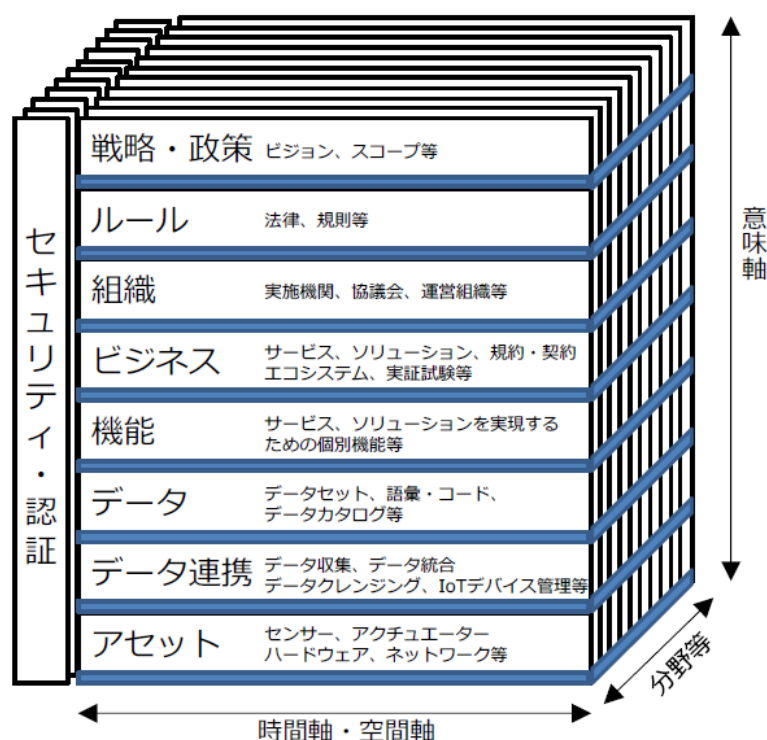 セキュリティ・認証
戦略・政策 ビジョン、スコープ等
ルール 法律、規則等
組織 実施機関、協議会、運営組織等
ビジネス サービス、ソリューション、規約・契約
エコシステム、実証試験等
機能 サービス、ソリューションを実現する
ための個別機能等
データ データセット、語彙・コード、
データカタログ等
データ連携 データ収集、データ統合
データクレンジング、IoTデバイス管理等
アセット センサー、アクチュエーター
ハードウェア、ネットワーク等
意味軸
分野等
時間軸・空間軸